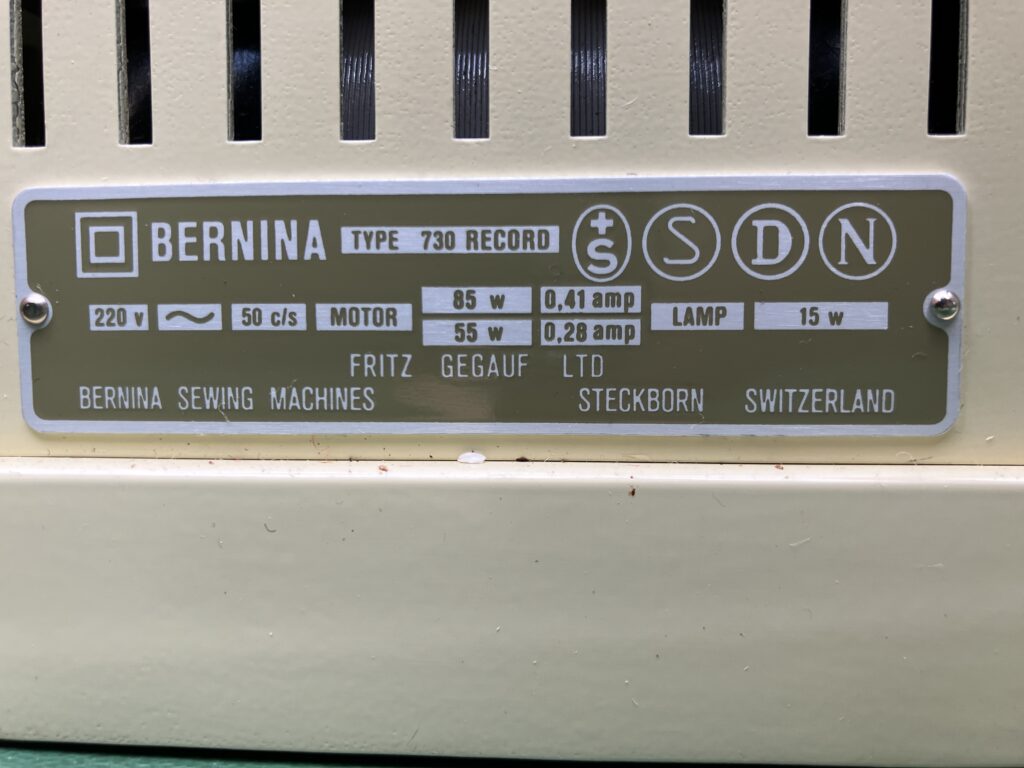 BERNINA TYPE 730 RECORD +S S D N
220 v ~ 50 c/s MOTOR 85 w 0,41 amp LAMP 15 w
55 w 0,28 amp
FRITZ GEGAUF LTD
BERNINA SEWING MACHINES STECKBORN SWITZERLAND